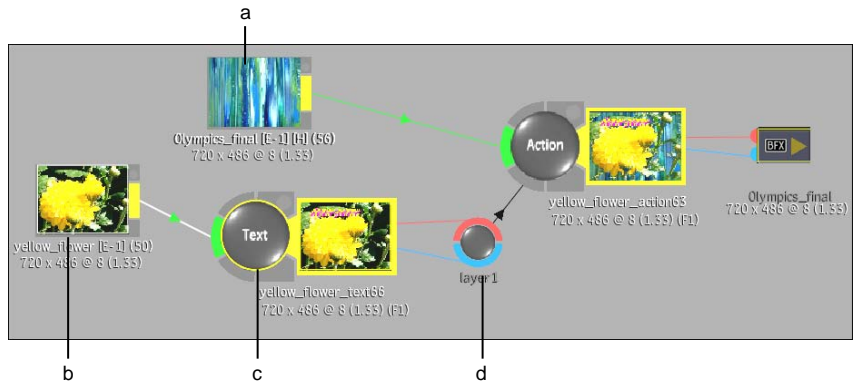 a
Olympics_final [E-1] [H] (56)
720 x 486 @ 8 (1.33)
Action
yellow_flower_action63
720 x 486 @ 8 (1.33) (F1)
BFX
Olympics_final
720 x 486 @ 8 (1.33)
yellow_flower [E-1] (50)
720 x 486 @ 8 (1.33)
Text
yellow_flower_text66
720 x 486 @ 8 (1.33) (F1)
layer1
b
c
d